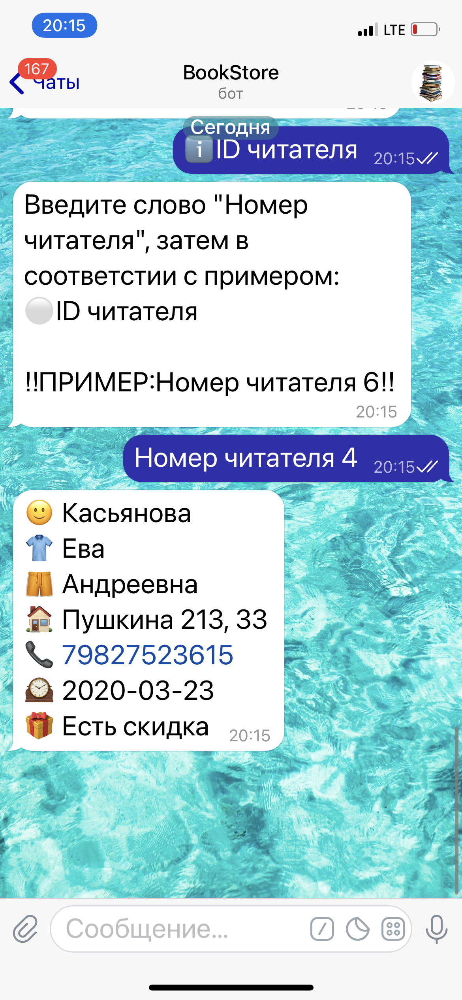 20:15
LTE
167
Чаты
BookStore
бот
Сегодня
ID читателя
20:15
Введите слово "Номер
читателя", затем в
соответстии с примером:
ID читателя
!!ПРИМЕР:Номер читателя 6!!
20:15
Номер читателя 4
20:15
Касьянова
Ева
Андреевна
Пушкина 213, 33
79827523615
2020-03-23
Есть скидка
20:15
Сообщение...